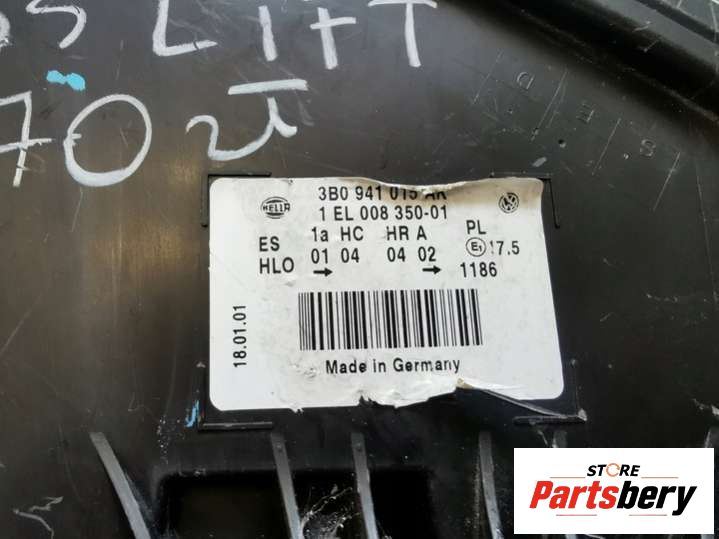 LIFT
70
HELLA
3B0 941 015 AK
1 EL 008 350-01
1a HC HR A PL
ES
HLO 01 04 04 02 E1 17.5
→ → 1186
18.01.01
Made in Germany
S R E D
STORE
Partsbery